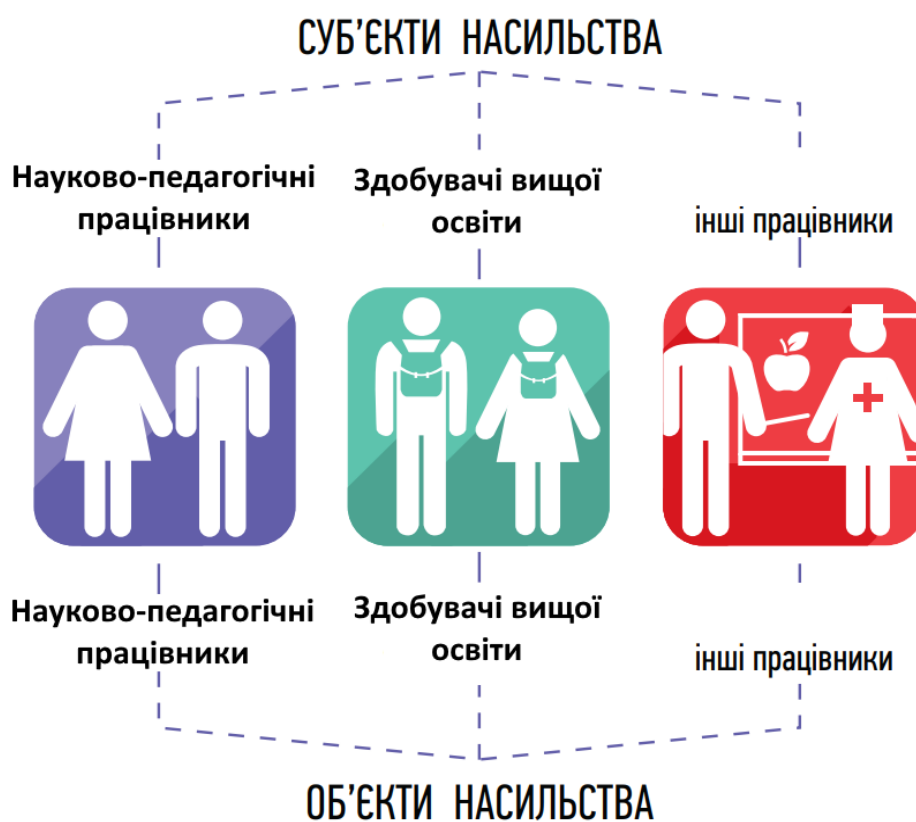 СУБ’ЄКТИ НАСИЛЬСТВА
Науково-педагогічні
працівники
Здобувачі вищої
освіти
інші працівники
Науково-педагогічні
працівники
Здобувачі вищої
освіти
інші працівники
ОБ’ЄКТИ НАСИЛЬСТВА